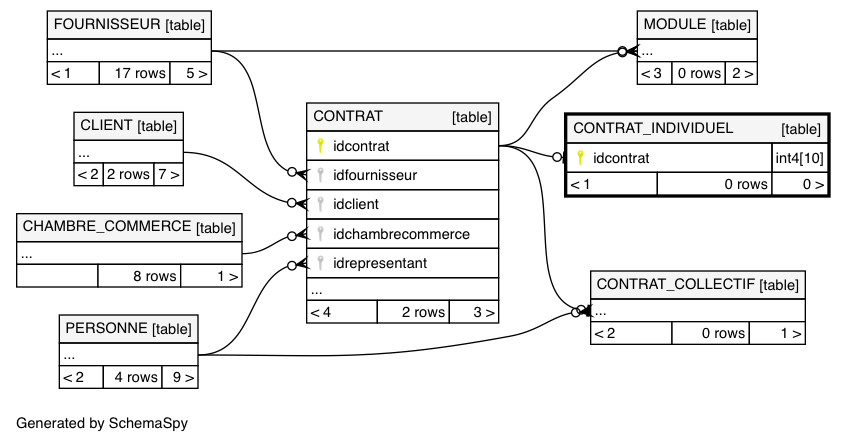 FOURNISSEUR [table]
...
< 1 17 rows 5 >
MODULE [table]
...
< 3 0 rows 2 >
CLIENT [table]
...
< 2 2 rows 7 >
CONTRAT [table]
idcontrat
idfournisseur
idclient
idchambrecommerce
idrepresentant
...
< 4 2 rows 3 >
CONTRAT_INDIVIDUEL [table]
idcontrat int4[10]
< 1 0 rows 0 >
CHAMBRE_COMMERCE [table]
...
8 rows 1 >
CONTRAT_COLLECTIF [table]
...
< 2 0 rows 1 >
PERSONNE [table]
...
< 2 4 rows 9 >
Generated by SchemaSpy